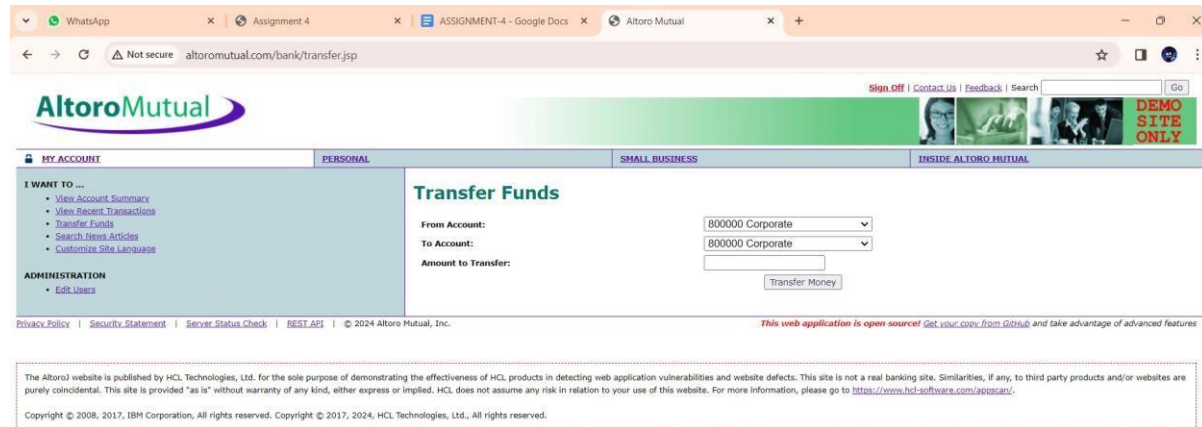 WhatsApp
Assignment 4
ASSIGNMENT-4 - Google Docs
Altoro Mutual
Not secure altoromutual.com/bank/transfer.jsp
Sign Off | Contact Us | Feedback | Search Go
AltoroMutual
DEMO
SITE
ONLY
MY ACCOUNT PERSONAL SMALL BUSINESS INSIDE ALTORO MUTUAL
I WANT TO ...
• View Account Summary
• View Recent Transactions
• Transfer Funds
• Search News Articles
• Customize Site Language
ADMINISTRATION
• Edit Users
Transfer Funds
From Account: 800000 Corporate
To Account: 800000 Corporate
Amount to Transfer:
Transfer Money
Privacy Policy | Security Statement | Server Status Check | REST API | © 2024 Altoro Mutual, Inc. This web application is open source! Get your copy from GitHub and take advantage of advanced features
The AltoroJ website is published by HCL Technologies, Ltd. for the sole purpose of demonstrating the effectiveness of HCL products in detecting web application vulnerabilities and website defects. This site is not a real banking site. Similarities, if any, to third party products and/or websites are
purely coincidental. This site is provided "as is" without warranty of any kind, either express or implied. HCL does not assume any risk in relation to your use of this website. For more information, please go to https://www.hcl-software.com/appscan/.
Copyright © 2008, 2017, IBM Corporation, All rights reserved. Copyright © 2017, 2024, HCL Technologies, Ltd., All rights reserved.